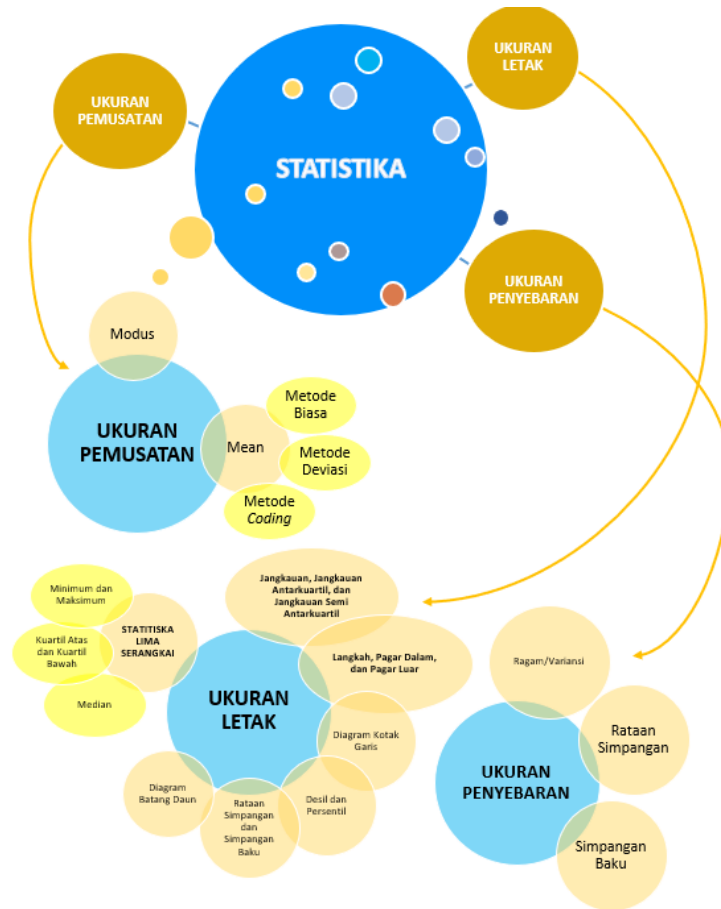 UKURAN
LETAK
UKURAN
PEMUSATAN
STATISTIKA
UKURAN
PENYEBARAN
Modus
UKURAN
PEMUSATAN
Mean
Metode
Biasa
Metode
Deviasi
Metode
Coding
Jangkauan, Jangkauan
Antarkuartil, dan
Jangkauan Semi
Antarkuartil
Minimum dan
Maksimum
STATITISKA
LIMA
SERANGKAI
Kuartil Atas
dan Kuartil
Bawah
Median
Langkah, Pagar Dalam,
dan Pagar Luar
UKURAN
LETAK
Diagram Kotak
Garis
Desil dan
Persentil
Rataan
Simpangan
dan
Simpangan
Baku
Diagram
Batang Daun
Ragam/Variansi
Rataan
Simpangan
UKURAN
PENYEBARAN
Simpangan
Baku